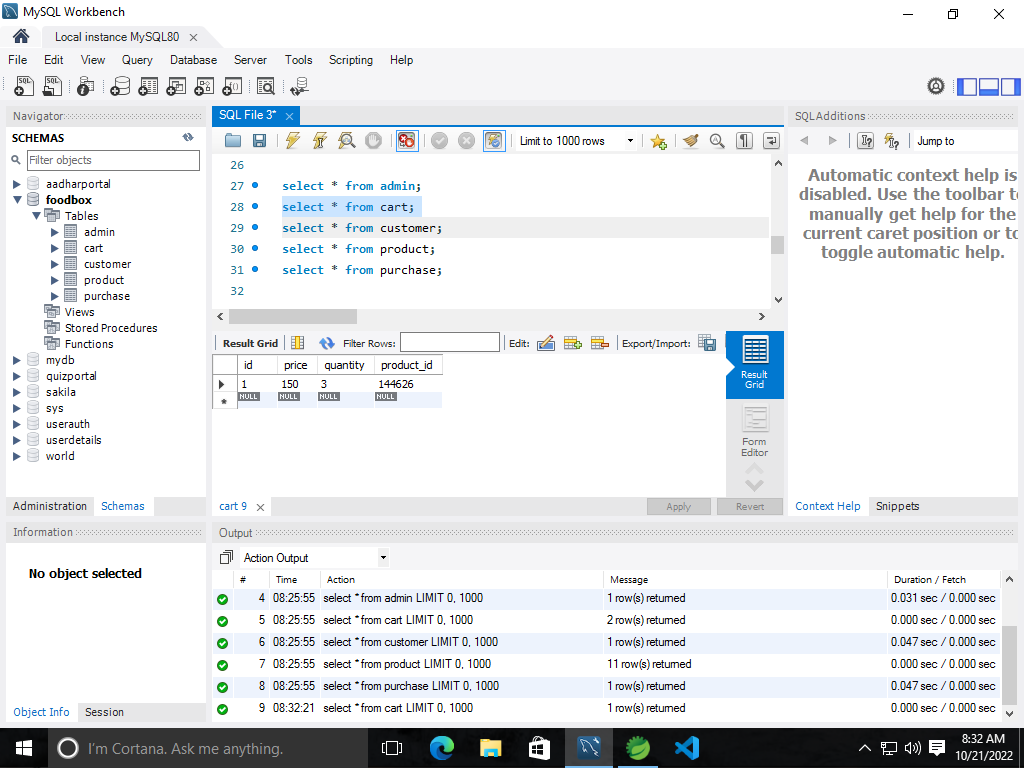 MySQL Workbench
Local instance MySQL80
File Edit View Query Database Server Tools Scripting Help
Navigator
SCHEMAS
Filter objects
aadharportal
foodbox
Tables
admin
cart
customer
product
purchase
Views
Stored Procedures
Functions
mydb
quizportal
sakila
sys
userauth
userdetails
world
Administration Schemas
Information
No object selected
Object Info Session
SQL File 3*
Limit to 1000 rows
26
27 select * from admin;
28 select * from cart;
29 select * from customer;
30 select * from product;
31 select * from purchase;
32
Result Grid Filter Rows: Edit: Export/Import:
id price quantity product_id
1 150 3 144626
NULL NULL NULL NULL
Result Grid
Form Editor
cart 9 Apply Revert
SQLAdditions
Jump to
Automatic context help is
disabled. Use the toolbar to
manually get help for the
current caret position or to
toggle automatic help.
Context Help Snippets
Output
Action Output
# Time Action Message Duration / Fetch
4 08:25:55 select * from admin LIMIT 0, 1000 1 row(s) returned 0.031 sec / 0.000 sec
5 08:25:55 select * from cart LIMIT 0, 1000 2 row(s) returned 0.000 sec / 0.000 sec
6 08:25:55 select * from customer LIMIT 0, 1000 1 row(s) returned 0.047 sec / 0.000 sec
7 08:25:55 select * from product LIMIT 0, 1000 11 row(s) returned 0.000 sec / 0.000 sec
8 08:25:55 select * from purchase LIMIT 0, 1000 1 row(s) returned 0.047 sec / 0.000 sec
9 08:32:21 select * from cart LIMIT 0, 1000 1 row(s) returned 0.000 sec / 0.000 sec
I'm Cortana. Ask me anything.
8:32 AM
10/21/2022